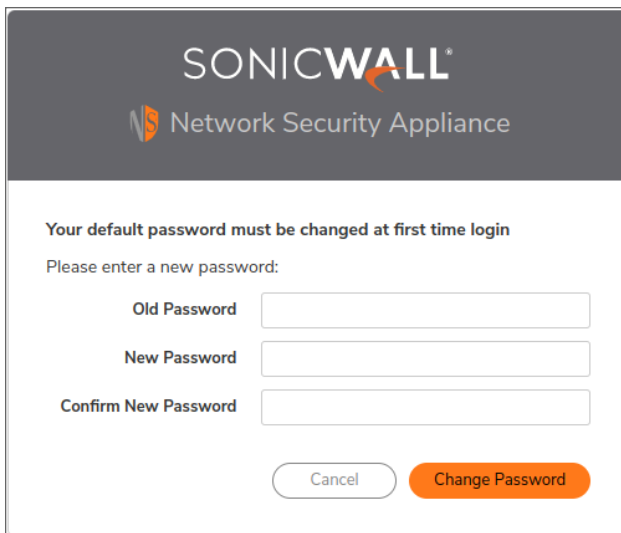 SONICWALL®
NS Network Security Appliance
Your default password must be changed at first time login
Please enter a new password:
Old Password
New Password
Confirm New Password
Cancel
Change Password